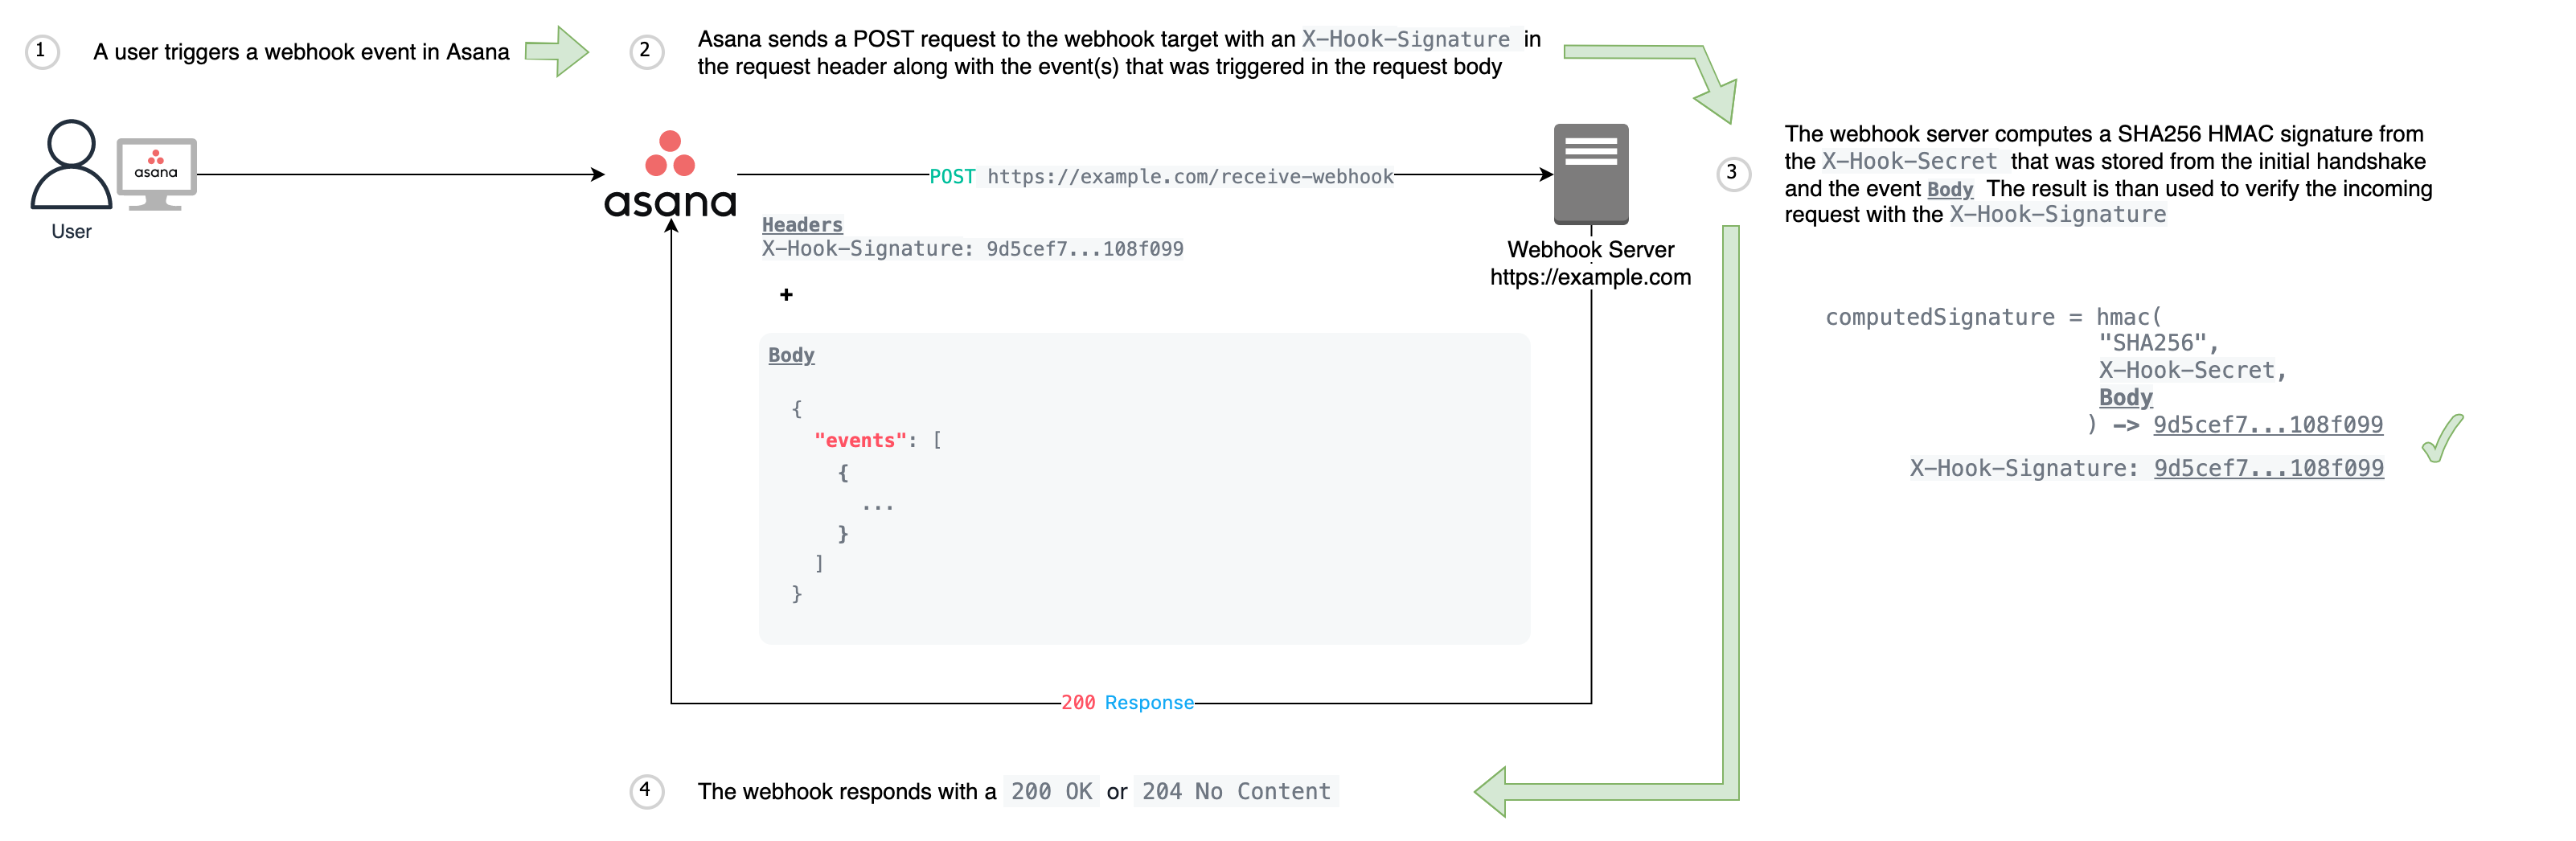 1
A user triggers a webhook event in Asana
2
Asana sends a POST request to the webhook target with an X-Hook-Signature in
the request header along with the event(s) that was triggered in the request body
asana
User
asana
POST https://example.com/receive-webhook
Headers
X-Hook-Signature: 9d5cef7...108f099
+
Body
{
"events": [
{
...
}
]
}
Webhook Server
https://example.com
200 Response
3
The webhook server computes a SHA256 HMAC signature from
the X-Hook-Secret that was stored from the initial handshake
and the event Body The result is than used to verify the incoming
request with the X-Hook-Signature
computedSignature = hmac(
"SHA256",
X-Hook-Secret,
Body
) -> 9d5cef7...108f099
X-Hook-Signature: 9d5cef7...108f099
4
The webhook responds with a 200 OK or 204 No Content